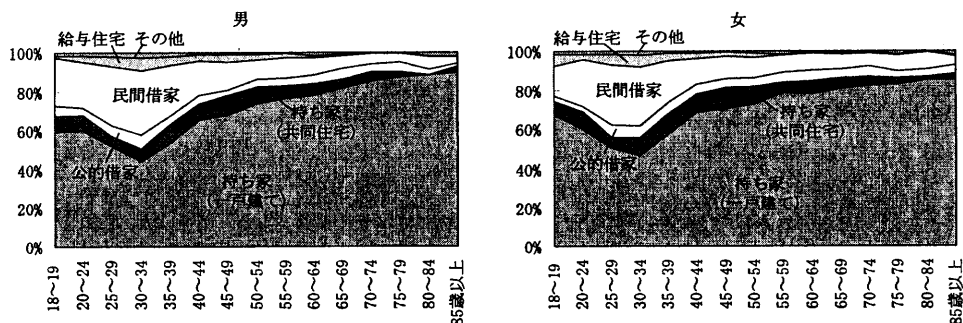 男
給与住宅 その他
100%
80%
60%
40%
20%
0%
民間借家
持ち家
(共同住宅)
公的借家
持ち家
(一戸建て)
18〜19
20〜24
25〜29
30〜34
35〜39
40〜44
45〜49
50〜54
55〜59
60〜64
65〜69
70〜74
75〜79
80〜84
85歳以上
女
給与住宅 その他
100%
80%
60%
40%
20%
0%
民間借家
持ち家
(共同住宅)
公的借家
持ち家
(一戸建て)
18〜19
20〜24
25〜29
30〜34
35〜39
40〜44
45〜49
50〜54
55〜59
60〜64
65〜69
70〜74
75〜79
80〜84
85歳以上